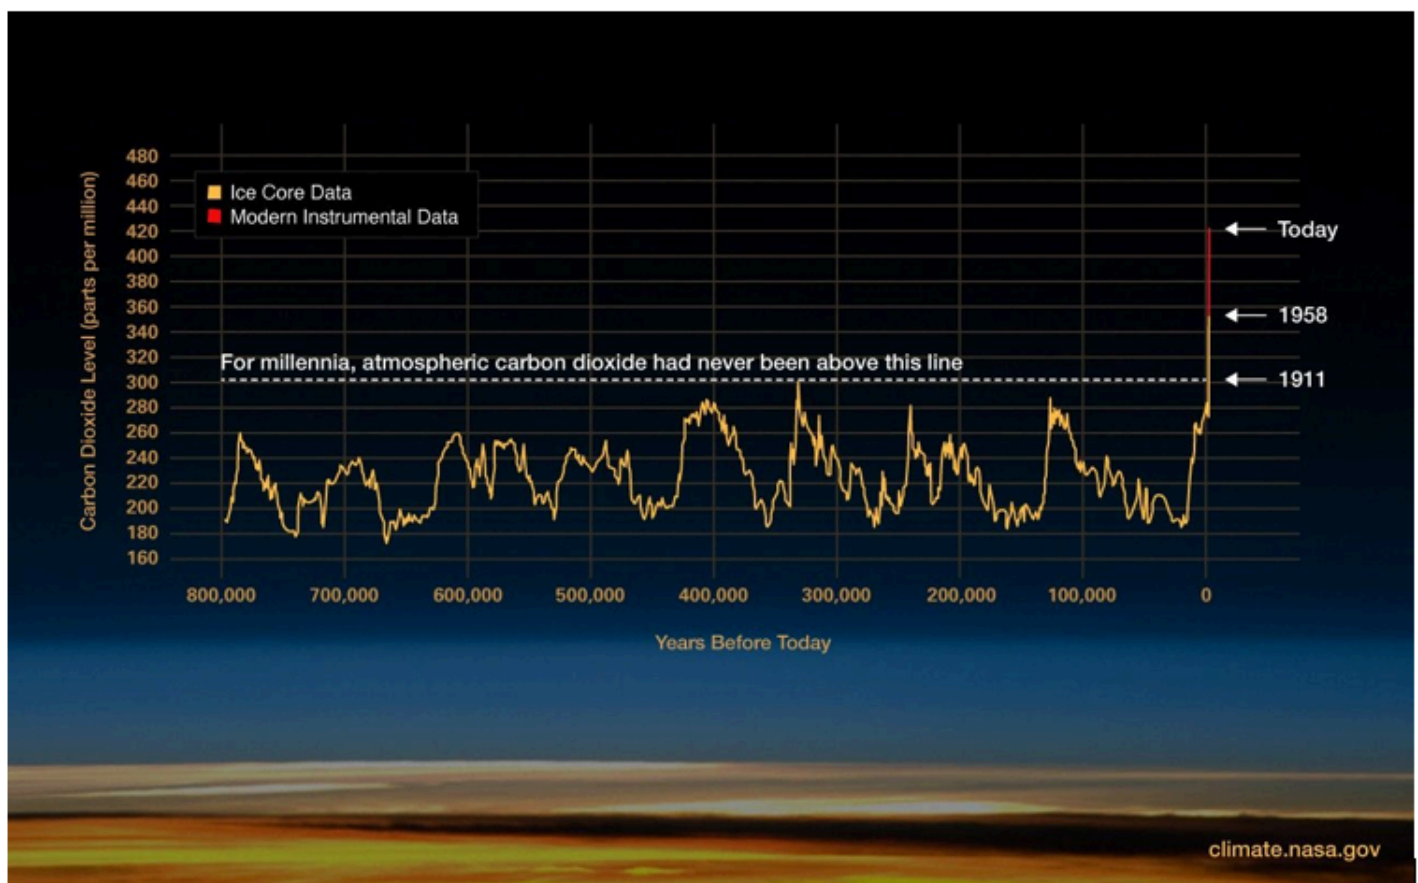 480
460
440
420
400
380
360
340
320
300
280
260
240
220
200
180
160
Carbon Dioxide Level (parts per million)
Ice Core Data
Modern Instrumental Data
For millennia, atmospheric carbon dioxide had never been above this line
Today
1958
1911
800,000 700,000 600,000 500,000 400,000 300,000 200,000 100,000 0
Years Before Today
climate.nasa.gov